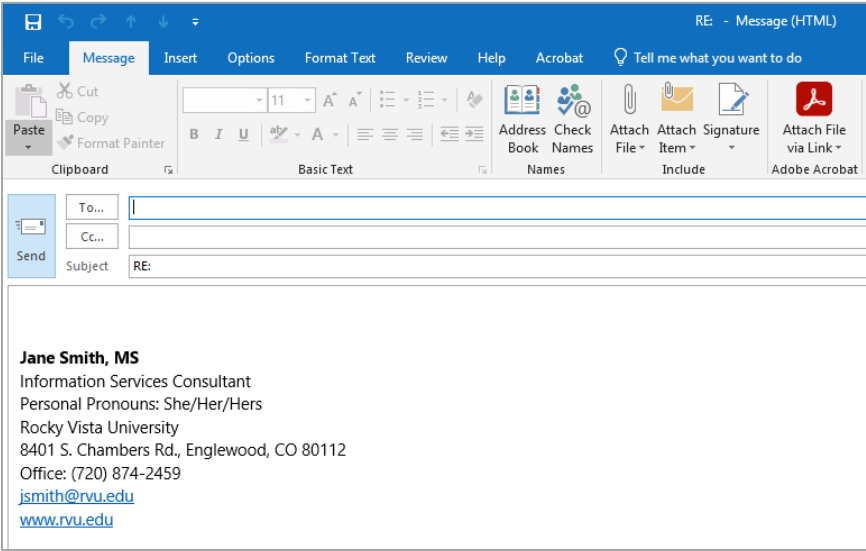 RE: - Message (HTML)
File Message Insert Options Format Text Review Help Acrobat Tell me what you want to do
Paste
Cut
Copy
Format Painter
Clipboard
11
A A
B I U ab A
Basic Text
Address Book
Check Names
Names
Attach File
Attach Item
Signature
Include
Attach File via Link
Adobe Acrobat
Send
To...
Cc...
Subject RE:
Jane Smith, MS
Information Services Consultant
Personal Pronouns: She/Her/Hers
Rocky Vista University
8401 S. Chambers Rd., Englewood, CO 80112
Office: (720) 874-2459
jsmith@rvu.edu
www.rvu.edu